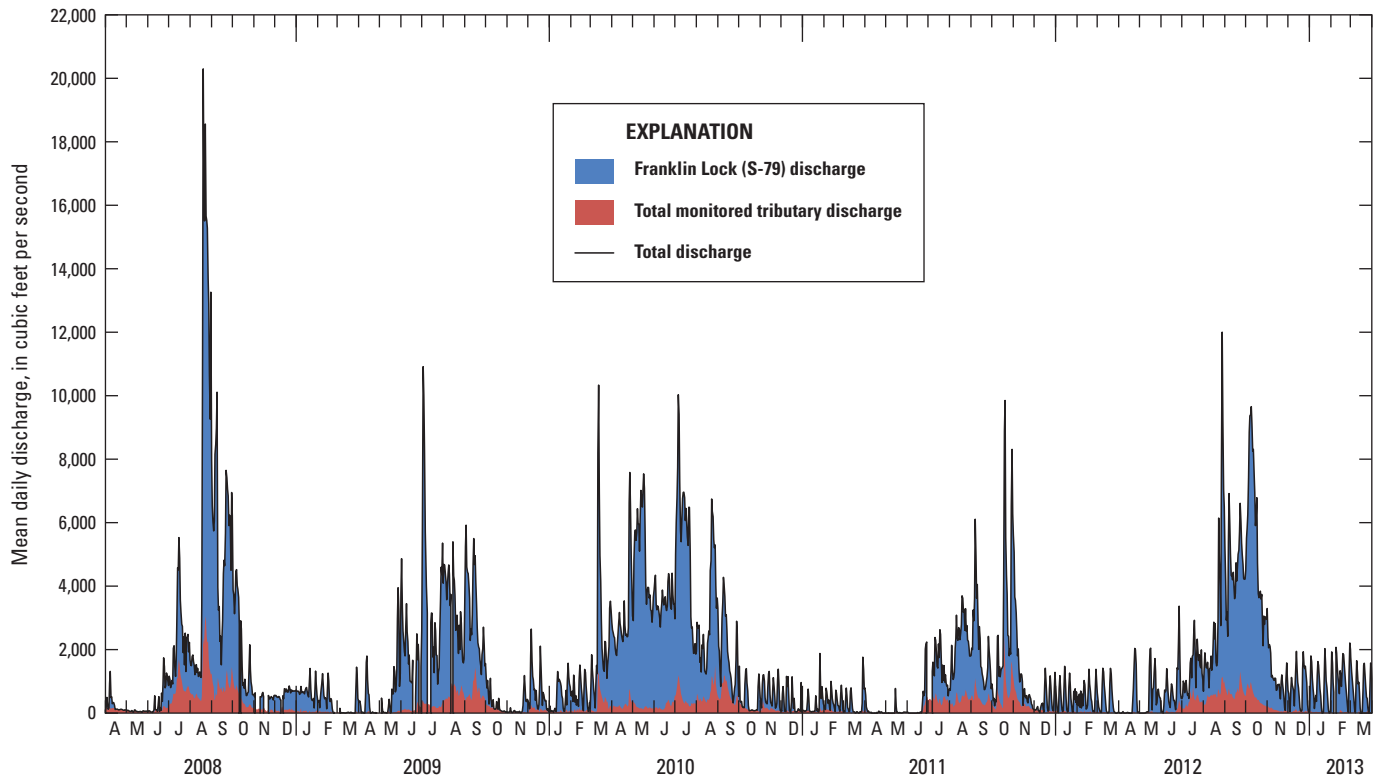 Mean daily discharge, in cubic feet per second
22,000
20,000
18,000
16,000
14,000
12,000
10,000
8,000
6,000
4,000
2,000
0
EXPLANATION
Franklin Lock (S-79) discharge
Total monitored tributary discharge
Total discharge
A M J J A S O N D J F M A M J J A S O N D J F M A M J J A S O N D J F M A M J J A S O N D J F M A M J J A S O N D J F M
2008 2009 2010 2011 2012 2013